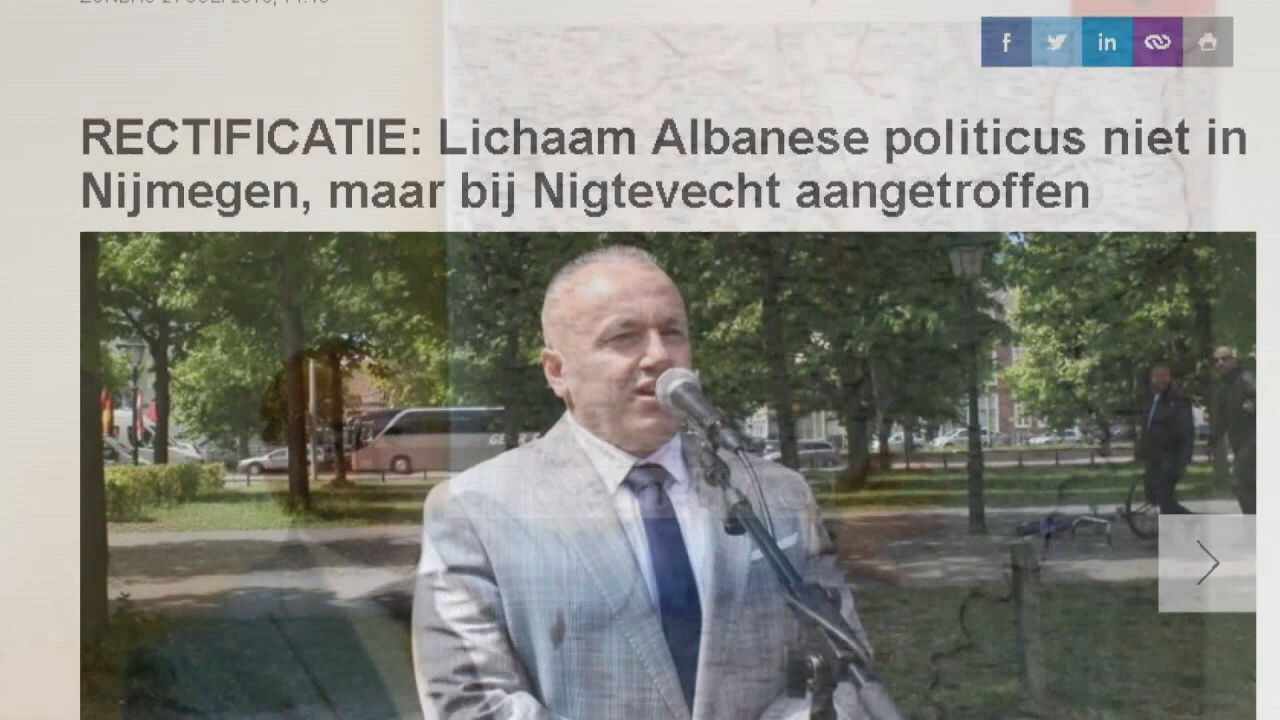 RECTIFICATIE: Lichaam Albanese politicus niet in
Nijmegen, maar bij Nigtevecht aangetroffen